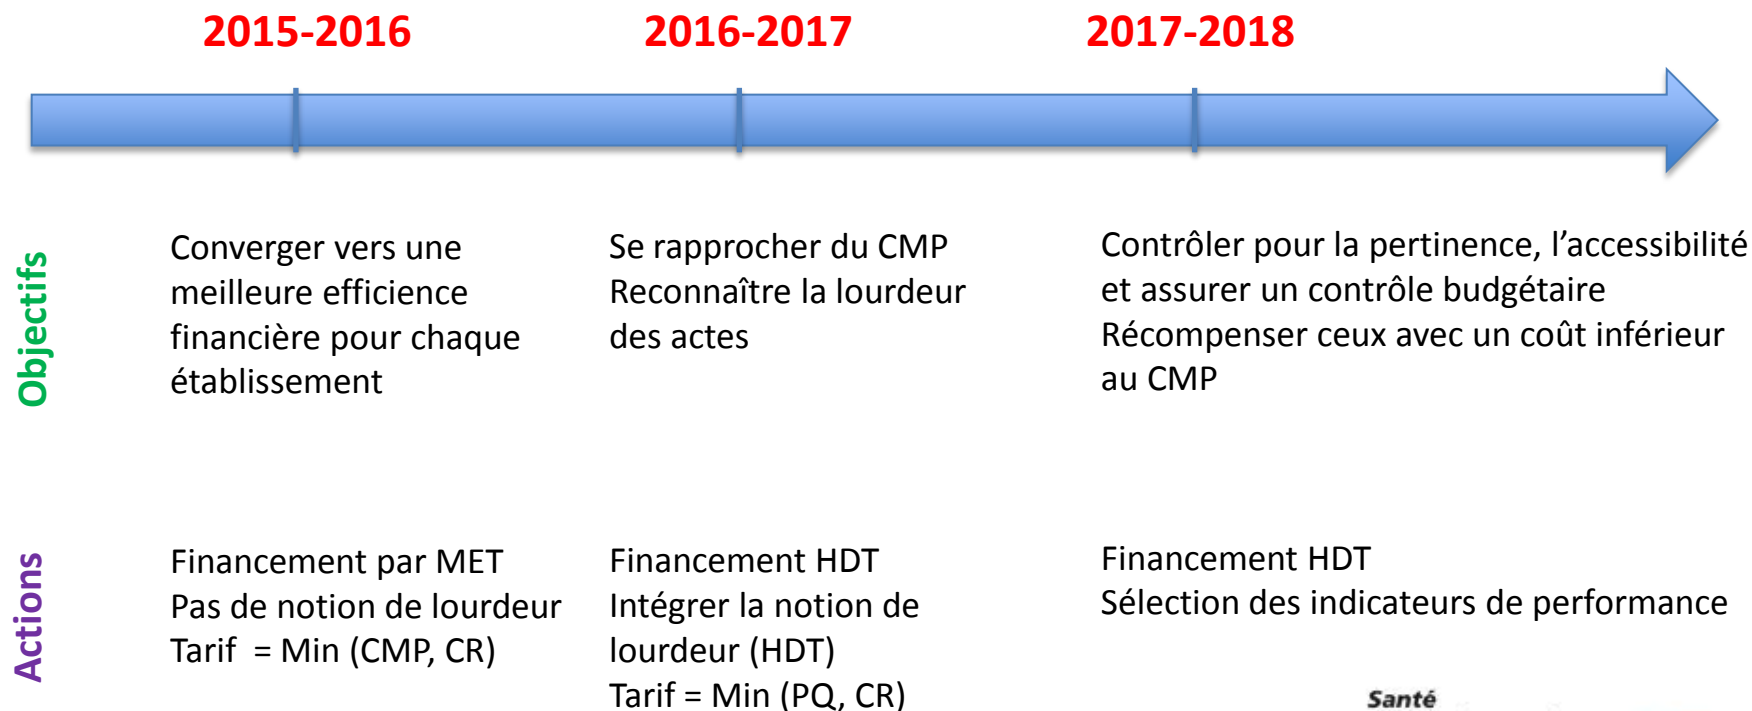 2015-2016
2016-2017
2017-2018
Objectifs
Converger vers une
meilleure efficience
financière pour chaque
établissement
Se rapprocher du CMP
Reconnaître la lourdeur
des actes
Contrôler pour la pertinence, l’accessibilité
et assurer un contrôle budgétaire
Récompenser ceux avec un coût inférieur
au CMP
Actions
Financement par MET
Pas de notion de lourdeur
Tarif = Min (CMP, CR)
Financement HDT
Intégrer la notion de
lourdeur (HDT)
Tarif = Min (PQ, CR)
Financement HDT
Sélection des indicateurs de performance
Santé